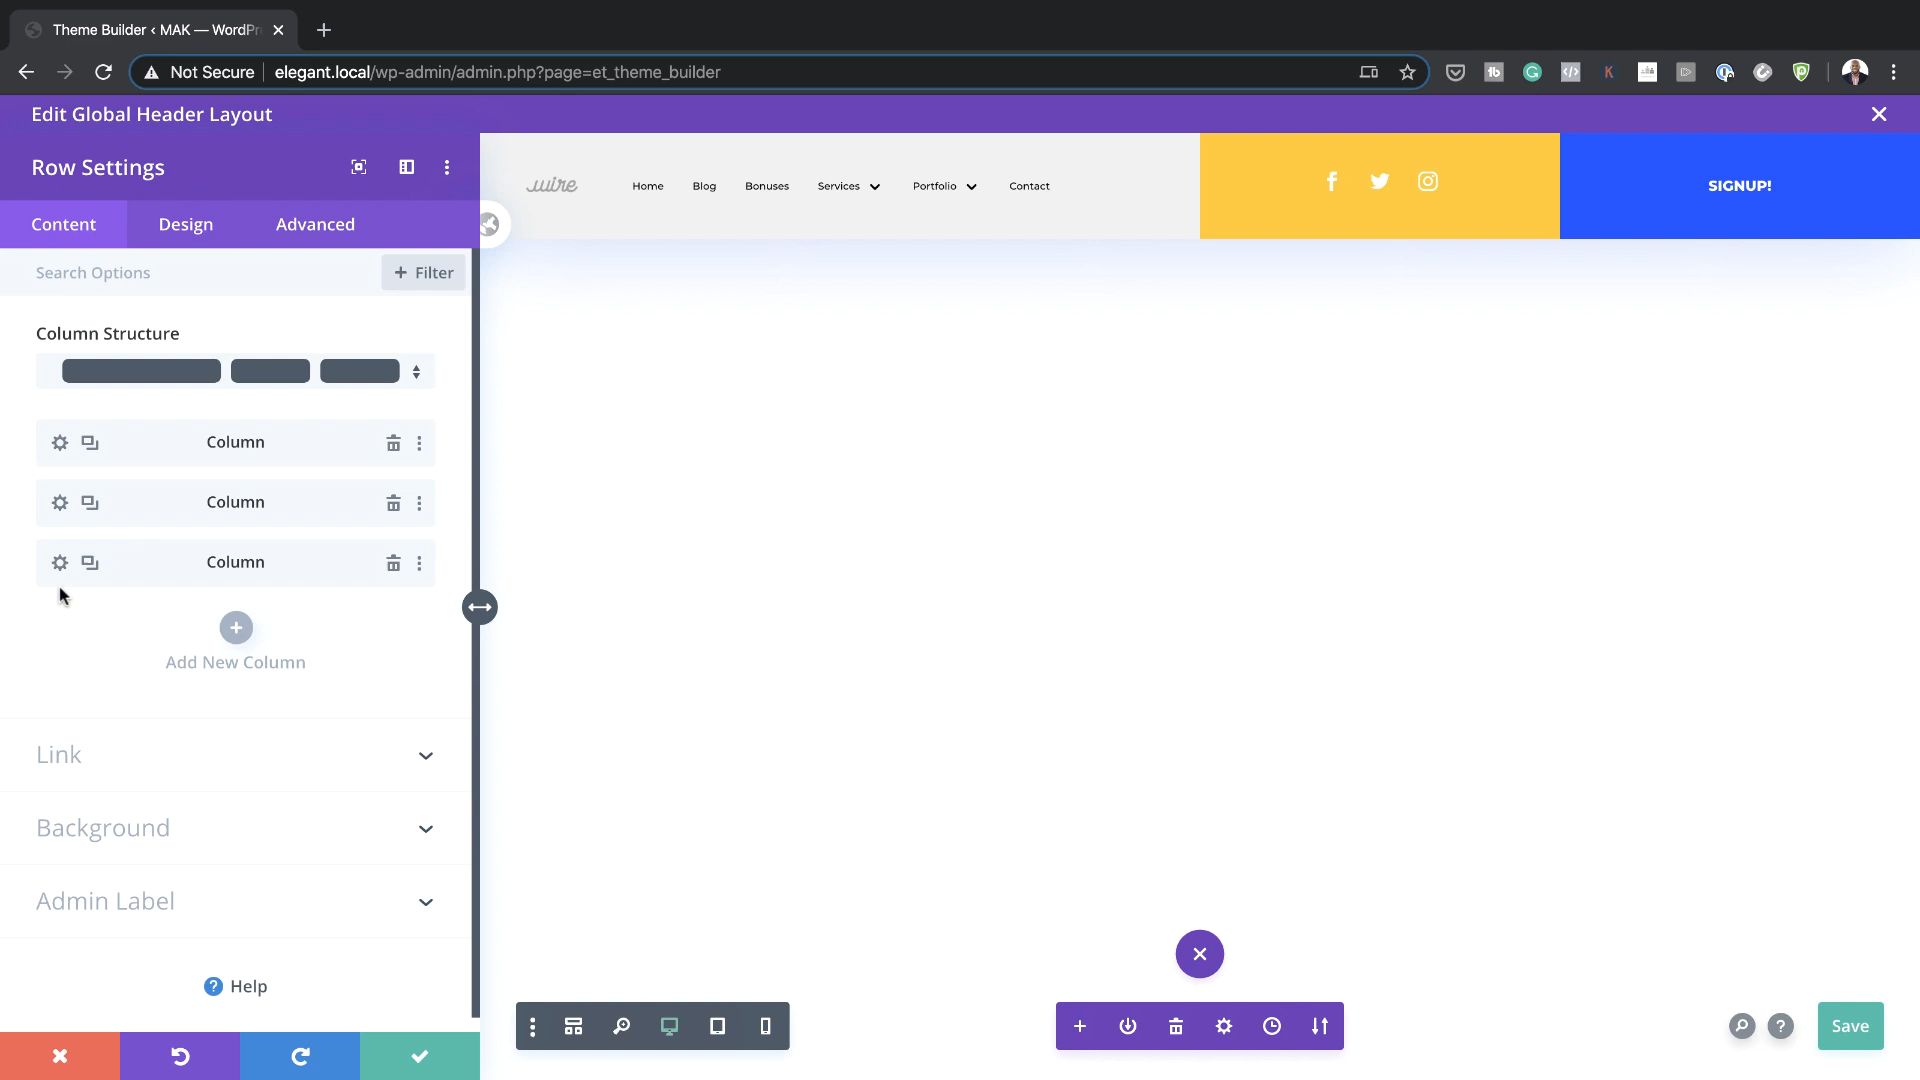 Theme Builder ‹ MAK — WordPr
Not Secure
elegant.local/wp-admin/admin.php?page=et_theme_builder
Edit Global Header Layout
Row Settings
Content
Design
Advanced
Search Options
+ Filter
Column Structure
Column
Column
Column
Add New Column
Link
Background
Admin Label
Help
wire
Home
Blog
Bonuses
Services
Portfolio
Contact
SIGNUP!
Save